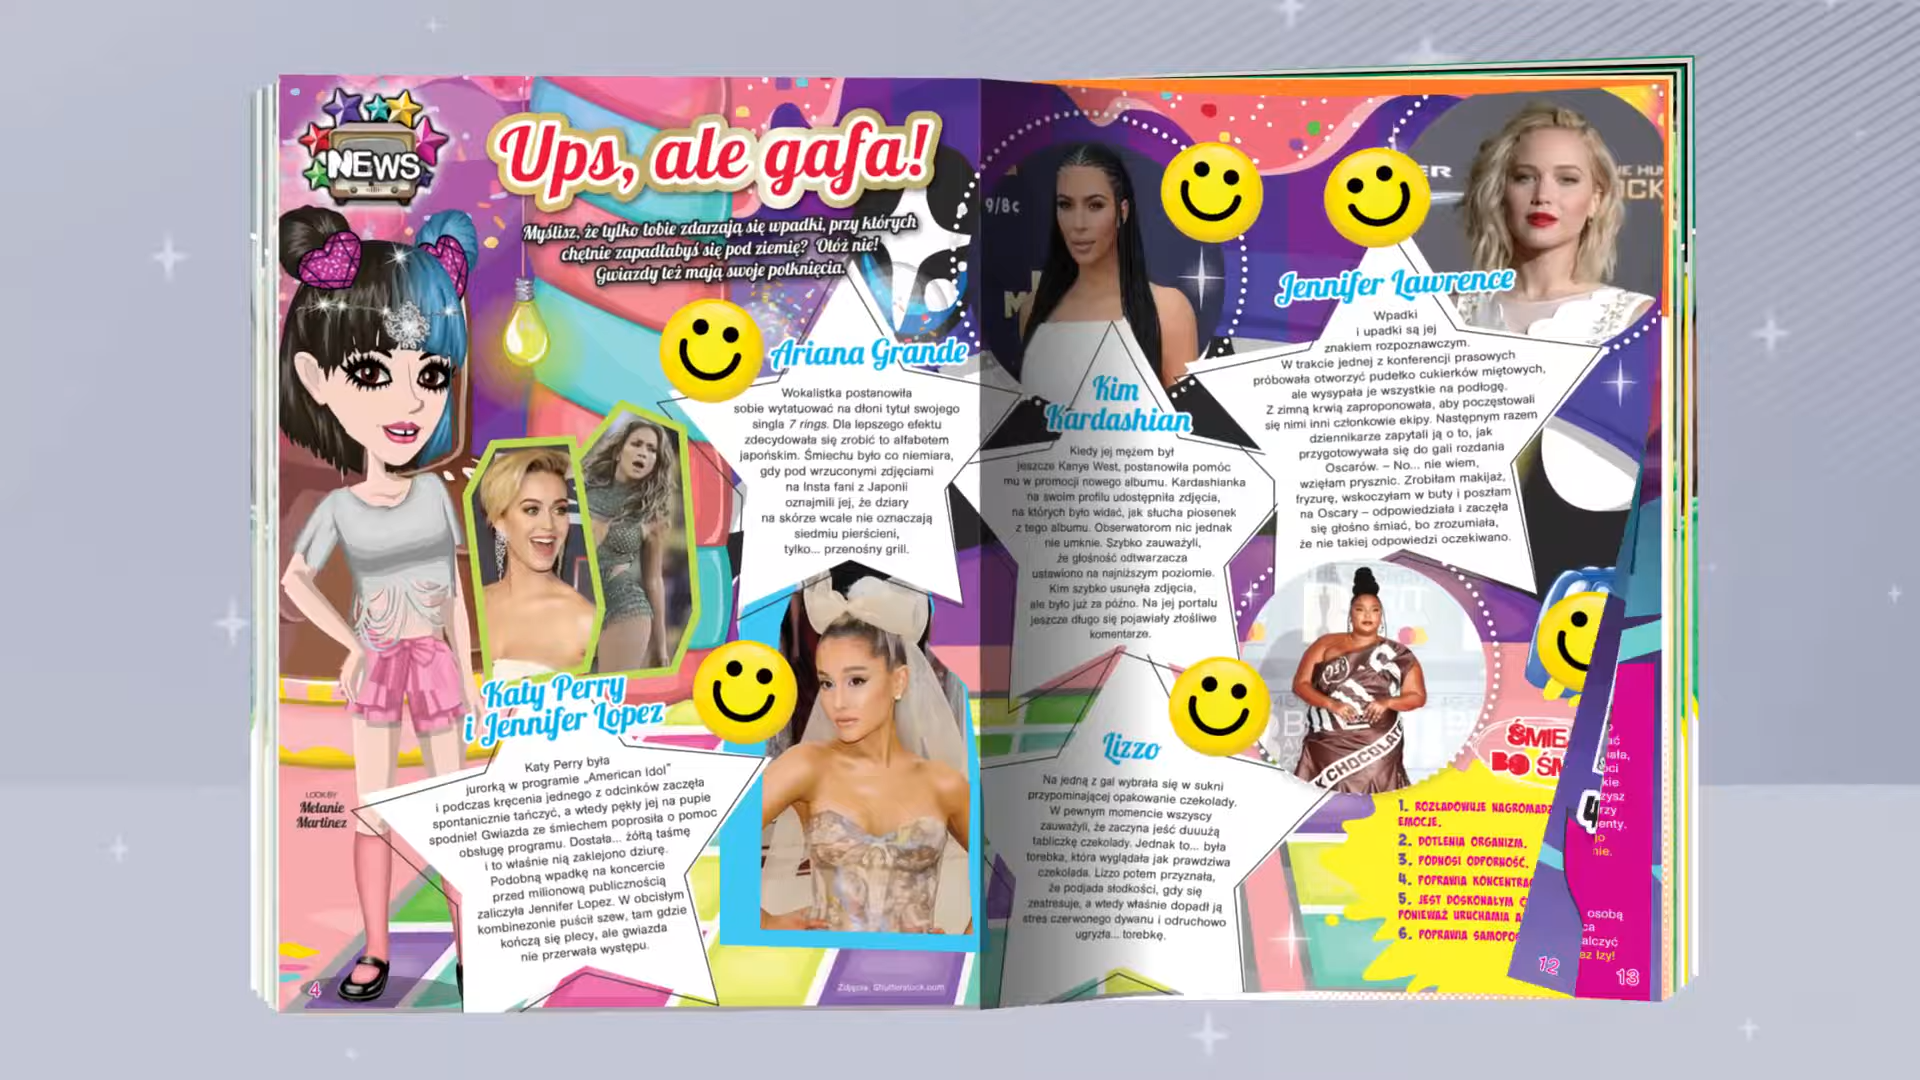 NEWS
Ups, ale gafa!
Myślisz, że tylko tobie zdarzają się wpadki, przy których
chętnie zapadłabyś się pod ziemię? Otóż nie!
Gwiazdy też mają swoje potknięcia.
Ariana Grande
Wokalistka postanowiła
sobie wytatuować na dłoni tytuł swojego
singla 7 rings. Dla lepszego efektu
zdecydowała się zrobić to alfabetem
japońskim. Śmiechu było co niemiara,
gdy pod wrzuconymi zdjęciami
na Insta fani z Japonii
oznajmili jej, że dziary
na skórze wcale nie oznaczają
siedmiu pierścieni,
tylko... przenośny grill.
Katy Perry
i Jennifer Lopez
Katy Perry była
jurorką w programie „American Idol”
i podczas kręcenia jednego z odcinków zaczęła
spontanicznie tańczyć, a wtedy pękły jej na pupie
spodnie! Gwiazda ze śmiechem poprosiła o pomoc
obsługę programu. Dostała... żółtą taśmę
i to właśnie nią zaklejono dziurę.
Podobną wpadkę na koncercie
przed milionową publicznością
zaliczyła Jennifer Lopez. W obcisłym
kombinezonie puścił szew, tam gdzie
kończą się plecy, ale gwiazda
nie przerwała występu.
LOOK BY
Melanie
Martinez
4
Zdjęcia: Shutterstock.com
9/8c
Kim
Kardashian
Kiedy jej mężem był
jeszcze Kanye West, postanowiła pomóc
mu w promocji nowego albumu. Kardashianka
na swoim profilu udostępniła zdjęcia,
na których było widać, jak słucha piosenek
z tego albumu. Obserwatorom nic jednak
nie umknie. Szybko zauważyli,
że głośność odtwarzacza
ustawiono na najniższym poziomie.
Kim szybko usunęła zdjęcia,
ale było już za późno. Na jej portalu
jeszcze długo się pojawiały złośliwe
komentarze.
Jennifer Lawrence
Wpadki
i upadki są jej
znakiem rozpoznawczym.
W trakcie jednej z konferencji prasowych
próbowała otworzyć pudełko cukierków miętowych,
ale wysypała je wszystkie na podłogę.
Z zimną krwią zaproponowała, aby poczęstowali
się nimi inni członkowie ekipy. Następnym razem
dziennikarze zapytali ją o to, jak
przygotowywała się do gali rozdania
Oscarów. – No... nie wiem,
wzięłam prysznic. Zrobiłam makijaż,
fryzurę, wskoczyłam w buty i poszłam
na Oscary – odpowiedziała i zaczęła
się głośno śmiać, bo zrozumiała,
że nie takiej odpowiedzi oczekiwano.
Lizzo
Na jedną z gal wybrała się w sukni
przypominającej opakowanie czekolady.
W pewnym momencie wszyscy
zauważyli, że zaczyna jeść duuużą
tabliczkę czekolady. Jednak to... była
torebka, która wyglądała jak prawdziwa
czekolada. Lizzo potem przyznała,
że podjada słodkości, gdy się
zestresuje, a wtedy właśnie dopadł ją
stres czerwonego dywanu i odruchowo
ugryzła... torebkę.
K CHOCOLAT
ŚMIE
BO ŚM
1. ROZŁADOWUJE NAGROMADZ
EMOCJE.
2. DOTLENIA ORGANIZM.
3. PODNOSI ODPORNOŚĆ.
4. POPRAWIA KONCENTRAC
5. JEST DOSKONAŁYM
PONIEWAŻ URUCHAMIA
6. POPRAWIA SAMOPO
osobą
alczyć
łzy!
12
13